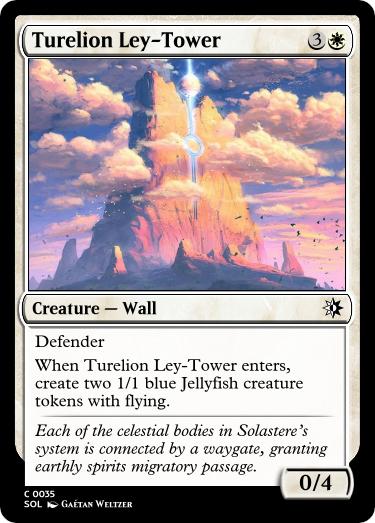 Turelion Ley-Tower 3
Creature — Wall
Defender
When Turelion Ley-Tower enters,
create two 1/1 blue Jellyfish creature
tokens with flying.
Each of the celestial bodies in Solastere's
system is connected by a waygate, granting
earthly spirits migratory passage.
0/4
C 0035
SOL Gaétan Weltzer